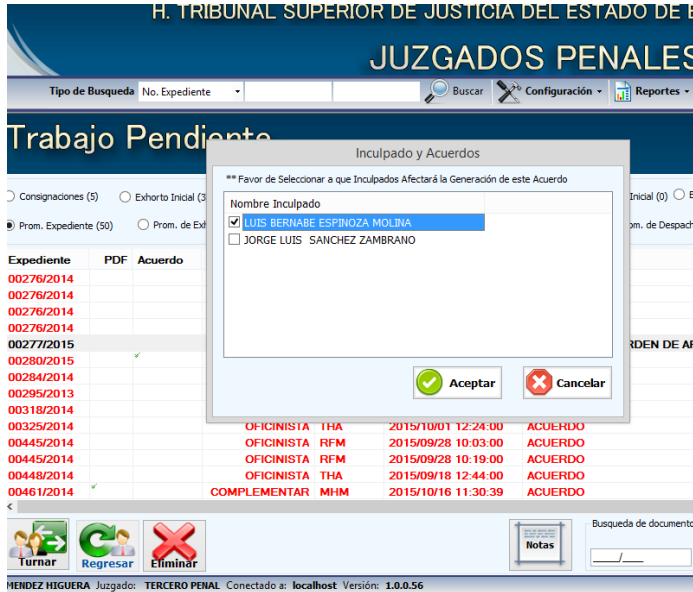 H. TRIBUNAL SUPERIOR DE JUSTICIA DEL ESTADO DE
JUZGADOS PENALES
Tipo de Busqueda No. Expediente Buscar Configuración Reportes
Trabajo Pendiente
Inculpado y Acuerdos
** Favor de Seleccionar a que Inculpados Afectará la Generación de este Acuerdo
Consignaciones (5) Exhorto Inicial (3 Inicial (0)
Nombre Inculpado
LUIS BERNABE ESPINOZA MOLINA
Prom. Expediente (50) Prom. de Exh om. de Despach
JORGE LUIS SANCHEZ ZAMBRANO
Expediente PDF Acuerdo
00276/2014
00276/2014
00276/2014
00276/2014
00277/2015 RDEN DE AP
00280/2015
00284/2014
00295/2013
Aceptar Cancelar
00318/2014
00325/2014 OFICINISTA THA 2015/10/01 12:24:00 ACUERDO
00445/2014 OFICINISTA RFM 2015/09/28 10:03:00 ACUERDO
00445/2014 OFICINISTA RFM 2015/09/28 10:19:00 ACUERDO
00448/2014 OFICINISTA THA 2015/09/18 12:44:00 ACUERDO
00461/2014 COMPLEMENTAR MHM 2015/10/16 11:30:39 ACUERDO
Busqueda de documento
Notas
Turnar Regresar Eliminar
__/__
MENDEZ HIGUERA Juzgado: TERCERO PENAL Conectado a: localhost Versión: 1.0.0.56